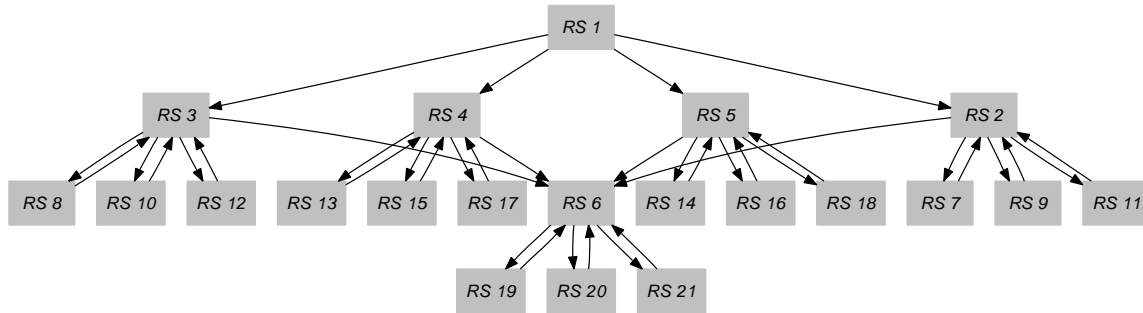 RS 1
RS 3
RS 4
RS 5
RS 2
RS 8
RS 10
RS 12
RS 13
RS 15
RS 17
RS 6
RS 14
RS 16
RS 18
RS 7
RS 9
RS 11
RS 19
RS 20
RS 21